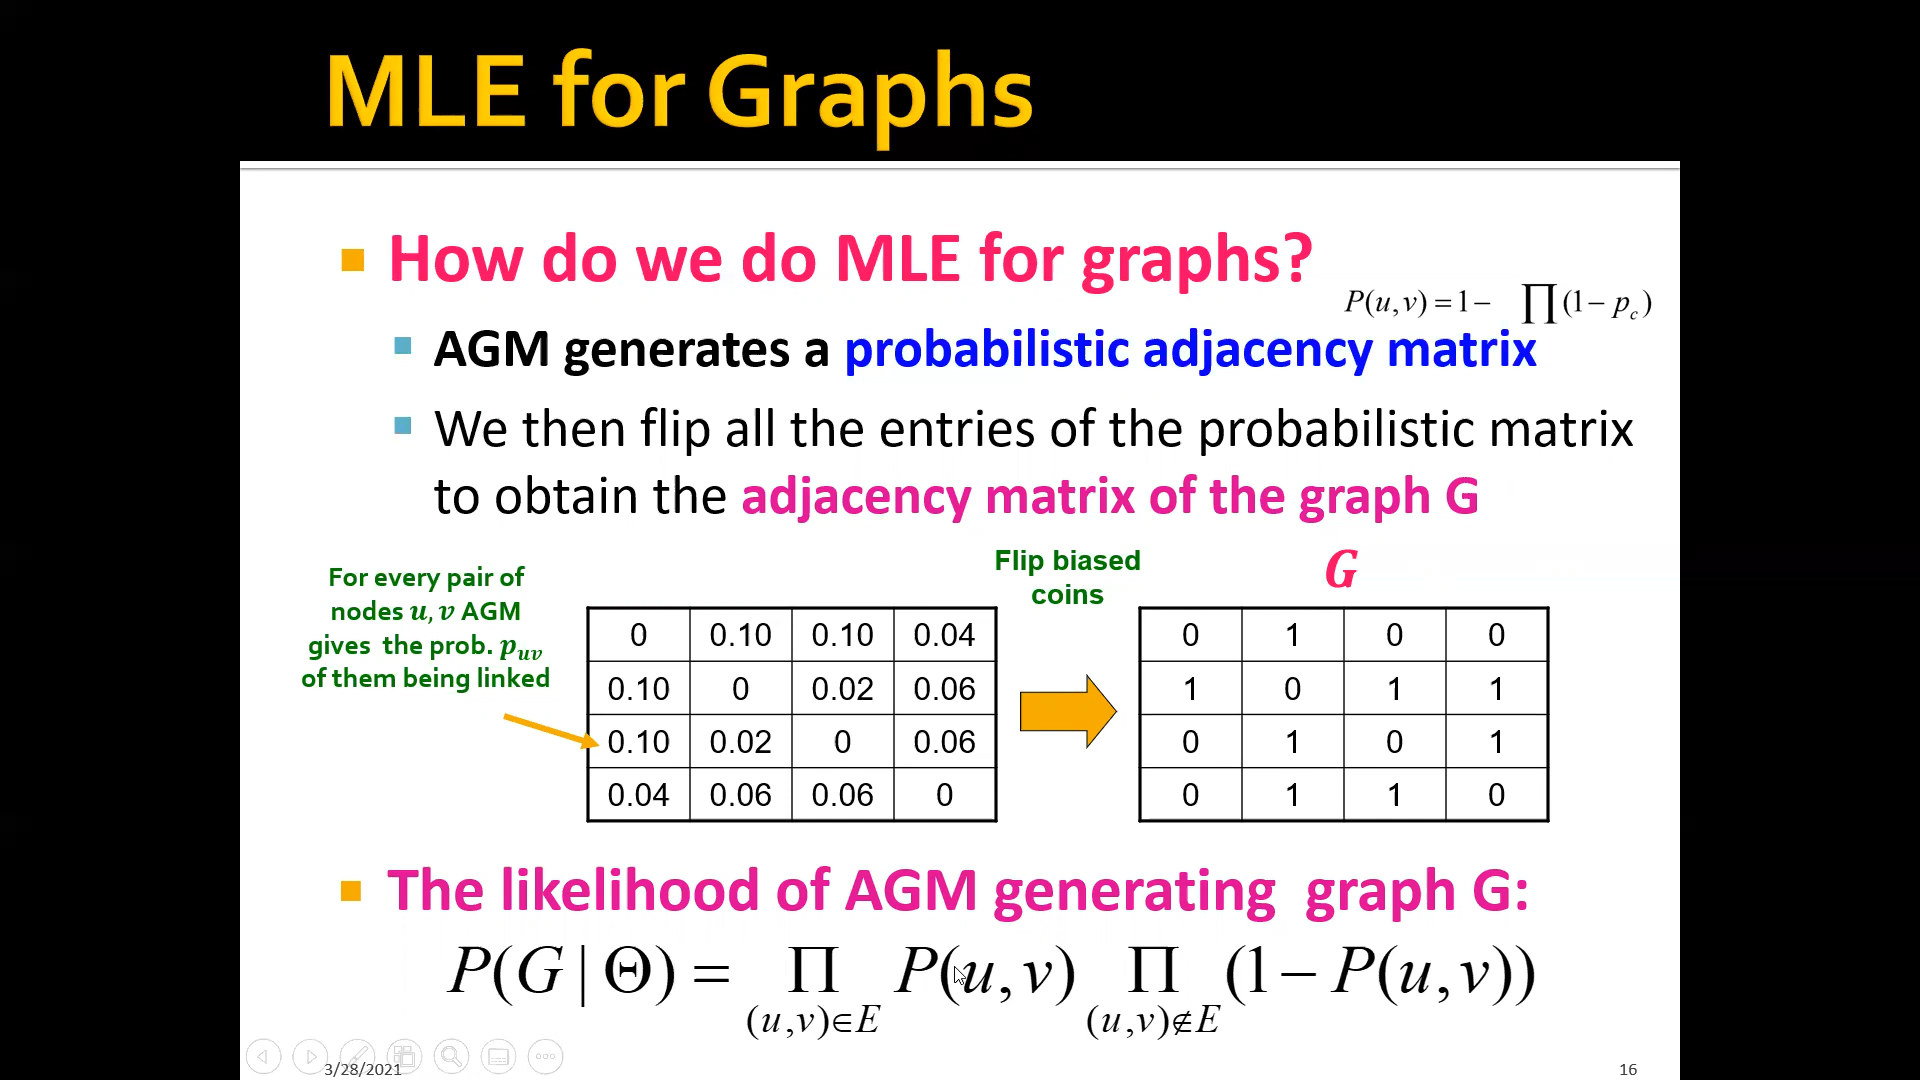 MLE for Graphs
How do we do MLE for graphs?
P(u,v) = 1 − ∏ (1 − p_c)
AGM generates a probabilistic adjacency matrix
We then flip all the entries of the probabilistic matrix
to obtain the adjacency matrix of the graph G
For every pair of
nodes u, v AGM
gives the prob. p_uv
of them being linked
Flip biased
coins
G
0 0.10 0.10 0.04
0.10 0 0.02 0.06
0.10 0.02 0 0.06
0.04 0.06 0.06 0
0 1 0 0
1 0 1 1
0 1 0 1
0 1 1 0
The likelihood of AGM generating graph G:
P(G | Θ) = Π P(u,v) Π (1 − P(u,v))
(u,v)∈E (u,v)∉E
3/28/2021
16